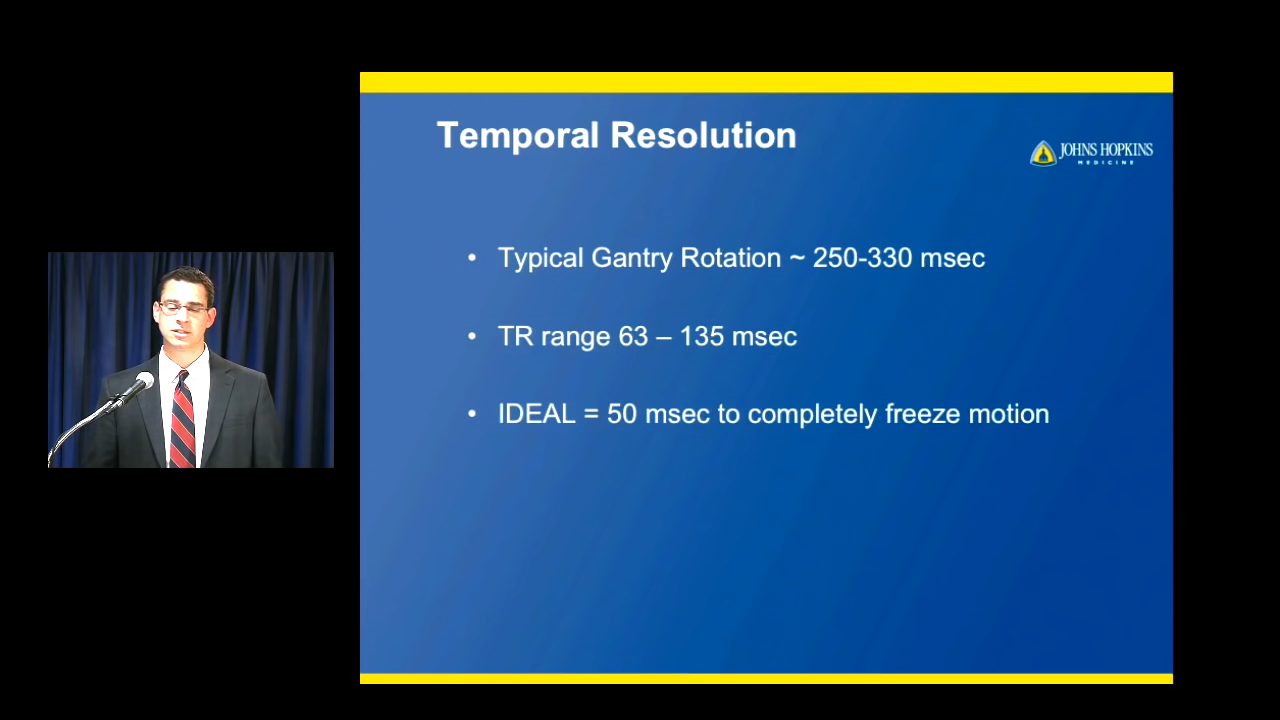 Temporal Resolution
JOHNS HOPKINS
MEDICINE
• Typical Gantry Rotation ~ 250-330 msec
• TR range 63 – 135 msec
• IDEAL = 50 msec to completely freeze motion